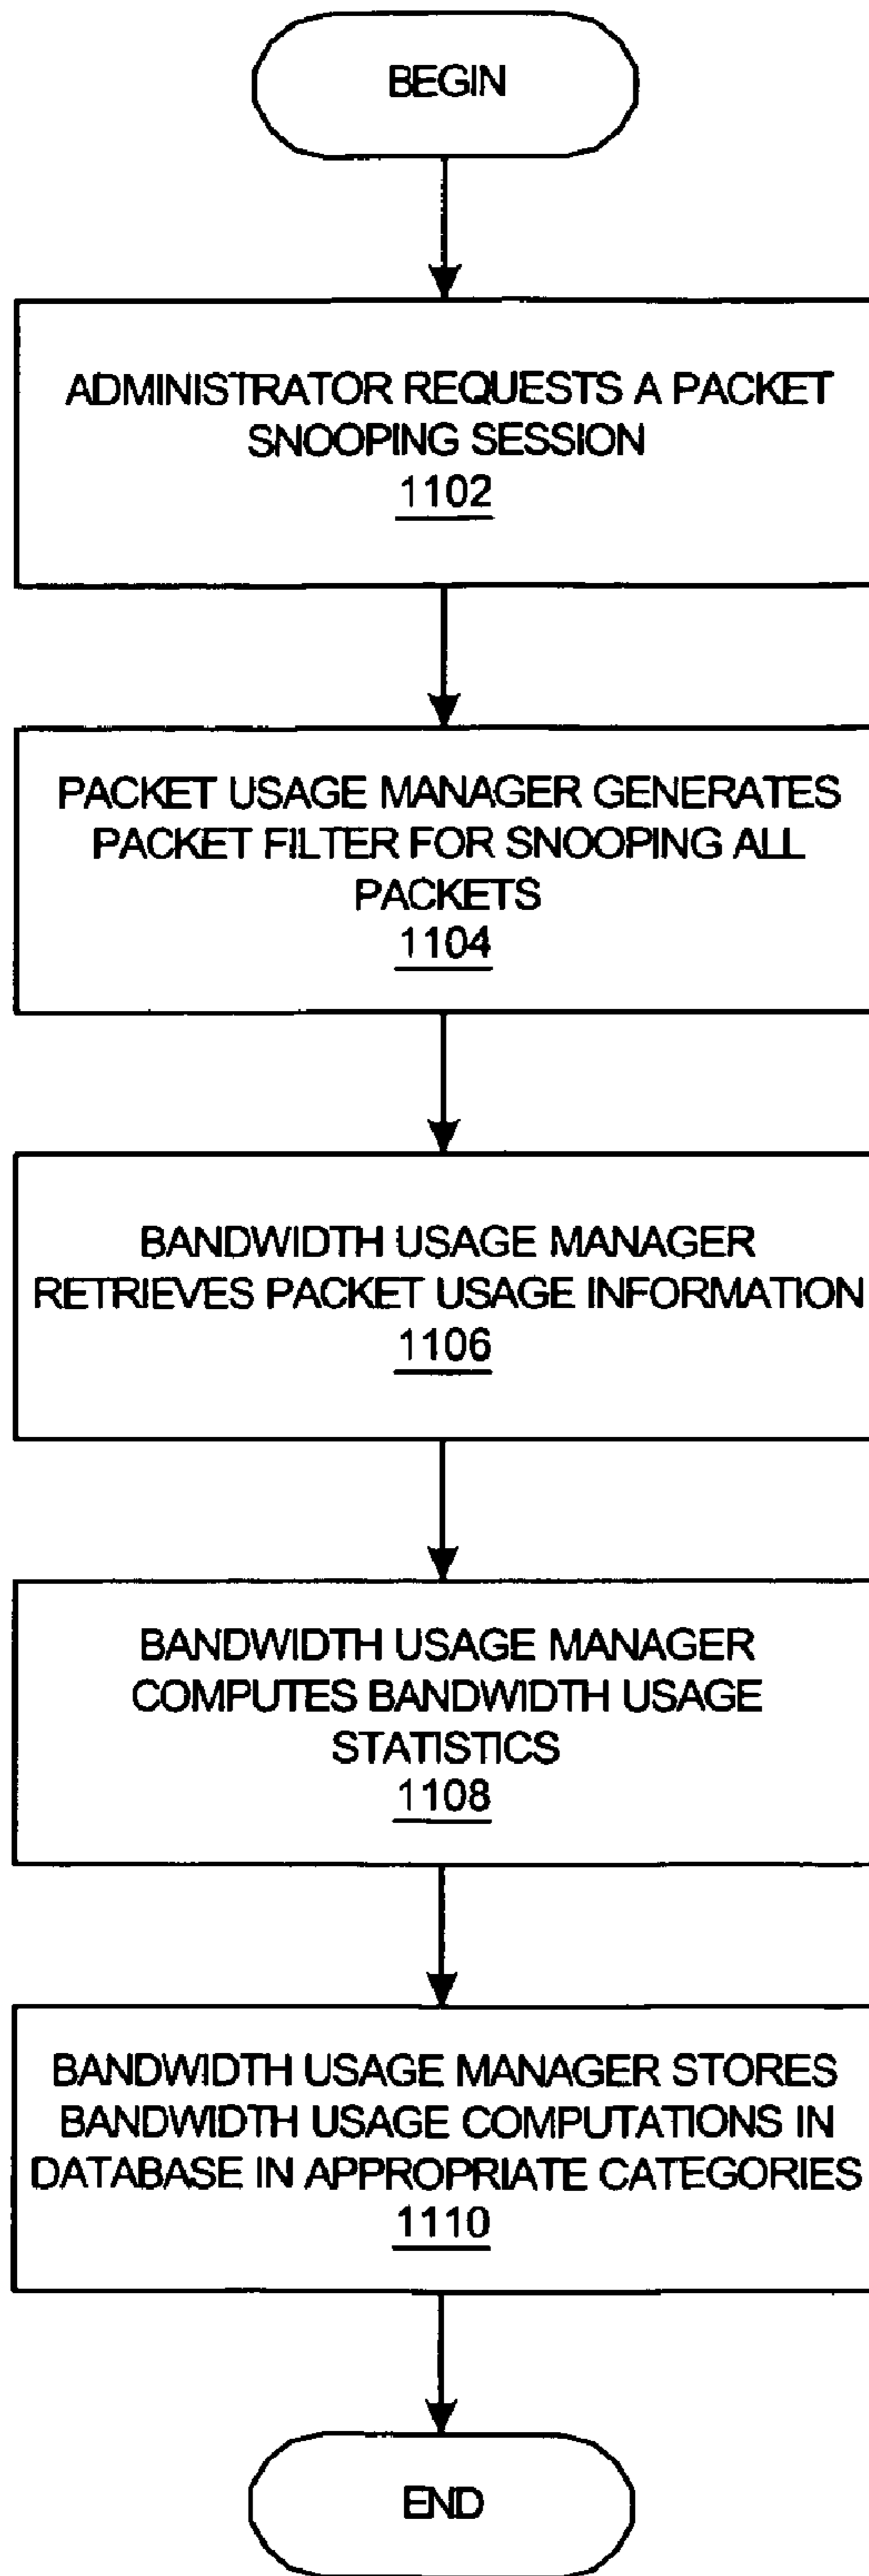 BEGIN
ADMINISTRATOR REQUESTS A PACKET
SNOOPING SESSION
1102
PACKET USAGE MANAGER GENERATES
PACKET FILTER FOR SNOOPING ALL
PACKETS
1104
BANDWIDTH USAGE MANAGER
RETRIEVES PACKET USAGE INFORMATION
1106
BANDWIDTH USAGE MANAGER
COMPUTES BANDWIDTH USAGE
STATISTICS
1108
BANDWIDTH USAGE MANAGER STORES
BANDWIDTH USAGE COMPUTATIONS IN
DATABASE IN APPROPRIATE CATEGORIES
1110
END